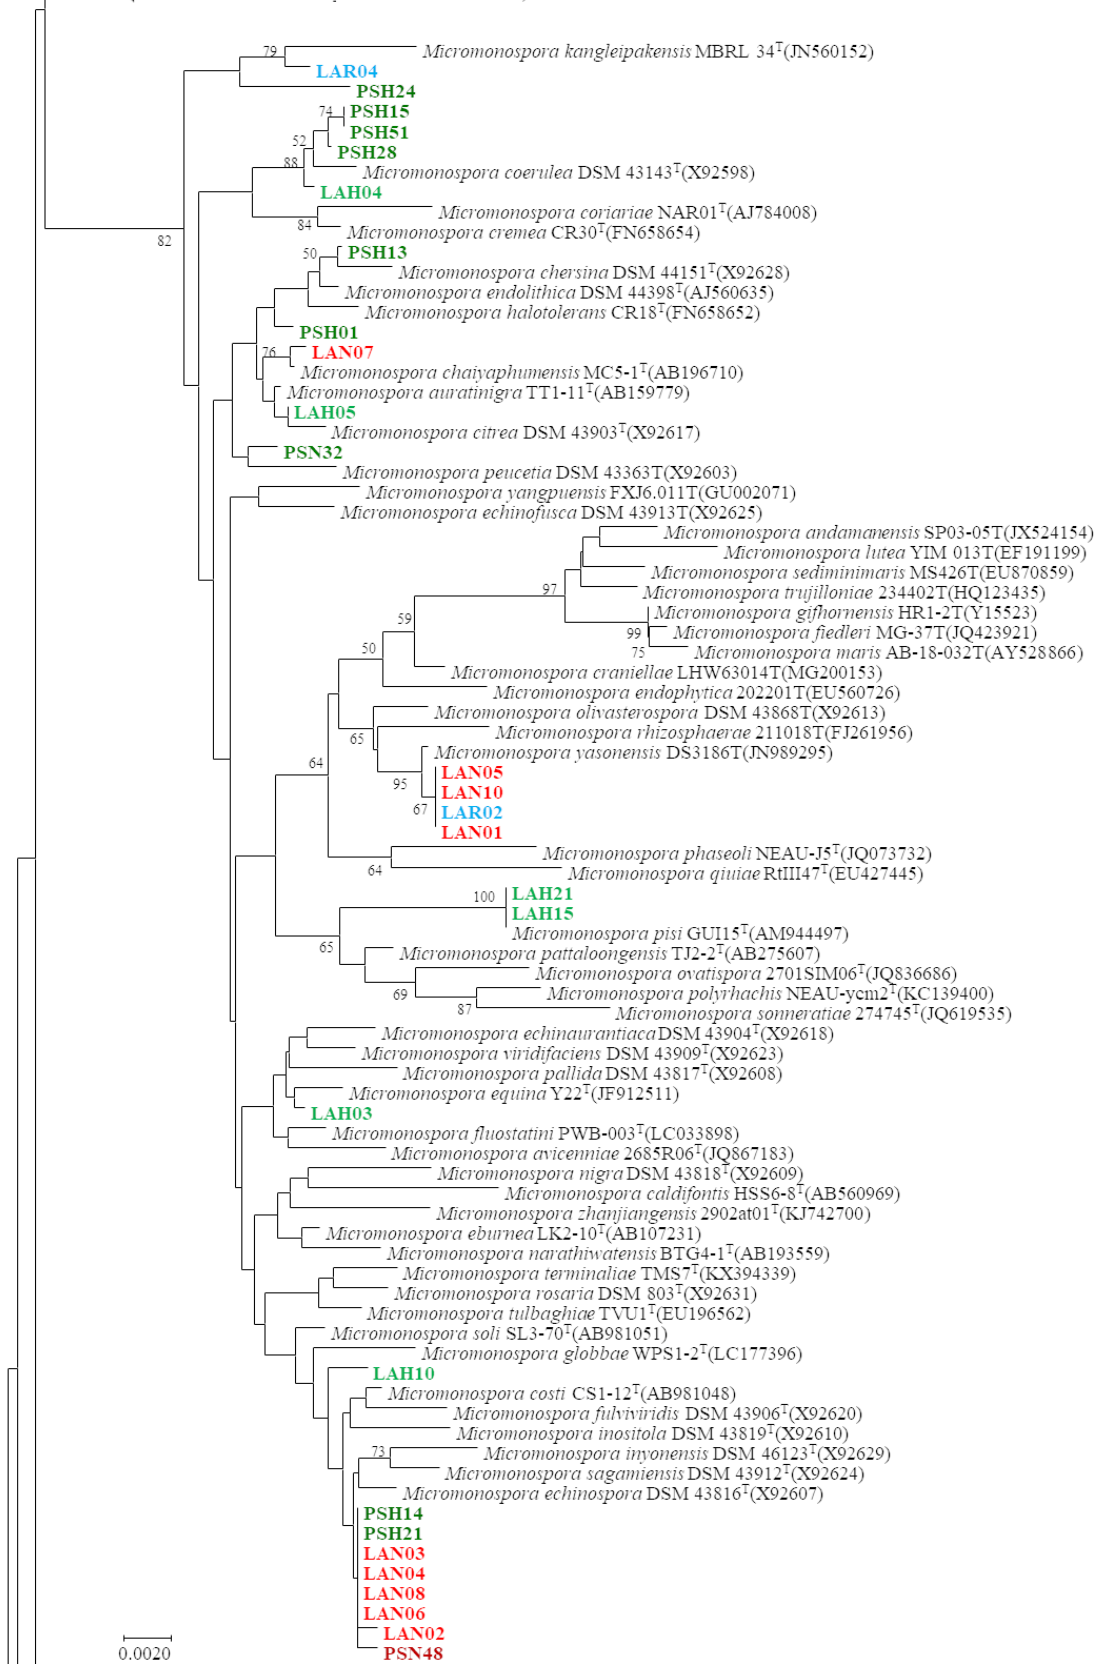 79
Micromonospora kangleipakensis MBRL 34T(JN560152)
LAR04
PSH24
74
PSH15
PSH51
52
PSH28
88
Micromonospora coerulea DSM 43143T(X92598)
LAH04
Micromonospora coriariae NAR01T(AJ784008)
84
Micromonospora cremea CR30T(FN658654)
82
50
PSH13
Micromonospora chersina DSM 44151T(X92628)
Micromonospora endolithica DSM 44398T(AJ560635)
Micromonospora halotolerans CR18T(FN658652)
PSH01
76
LAN07
Micromonospora chaiyaphumensis MC5-1T(AB196710)
Micromonospora auratinigra TT1-11T(AB159779)
LAH05
Micromonospora citrea DSM 43903T(X92617)
PSN32
Micromonospora peucetia DSM 43363T(X92603)
Micromonospora yangpuensis FXJ6.011T(GU002071)
Micromonospora echinofusca DSM 43913T(X92625)
Micromonospora andamanensis SP03-05T(JX524154)
Micromonospora lutea YIM 013T(EF191199)
Micromonospora sediminimaris MS426T(EU870859)
97
Micromonospora trujilloniae 234402T(HQ123435)
59
Micromonospora gifhornensis HR1-2T(Y15523)
99
Micromonospora fiedleri MG-37T(JQ423921)
75
Micromonospora maris AB-18-032T(AY528866)
50
Micromonospora craniellae LHW63014T(MG200153)
Micromonospora endophytica 202201T(EU560726)
Micromonospora olivasterospora DSM 43868T(X92613)
65
Micromonospora rhizosphaerae 211018T(FJ261956)
Micromonospora yasonensis DS3186T(JN989295)
64
95
LAN05
LAN10
67
LAR02
LAN01
Micromonospora phaseoli NEAU-J5T(JQ073732)
64
Micromonospora qiuiae RtIII47T(EU427445)
100
LAH21
LAH15
Micromonospora pisi GUI15T(AM944497)
65
Micromonospora pattaloongensis TJ2-2T(AB275607)
Micromonospora ovatispora 2701SIM06T(JQ836686)
69
Micromonospora polyrhachis NEAU-ycm2T(KC139400)
87
Micromonospora sonneratiae 274745T(JQ619535)
Micromonospora echinaurantiaca DSM 43904T(X92618)
Micromonospora viridifaciens DSM 43909T(X92623)
Micromonospora pallida DSM 43817T(X92608)
Micromonospora equina Y22T(JF912511)
LAH03
Micromonospora fluostatini PWB-003T(LC033898)
Micromonospora avicenniae 2685R06T(JQ867183)
Micromonospora nigra DSM 43818T(X92609)
Micromonospora caldifontis HSS6-8T(AB560969)
Micromonospora zhanjiangensis 2902at01T(KJ742700)
Micromonospora eburnea LK2-10T(AB107231)
Micromonospora narathiwatensis BTG4-1T(AB193559)
Micromonospora terminaliae TMS7T(KX394339)
Micromonospora rosaria DSM 803T(X92631)
Micromonospora tulbaghiae TVU1T(EU196562)
Micromonospora soli SL3-70T(AB981051)
Micromonospora globbae WPS1-2T(LC177396)
LAH10
Micromonospora costi CS1-12T(AB981048)
Micromonospora fulviviridis DSM 43906T(X92620)
Micromonospora inositola DSM 43819T(X92610)
73
Micromonospora inyonensis DSM 46123T(X92629)
Micromonospora sagamiensis DSM 43912T(X92624)
Micromonospora echinospora DSM 43816T(X92607)
PSH14
PSH21
LAN03
LAN04
LAN08
LAN06
LAN02
PSN48
0.0020